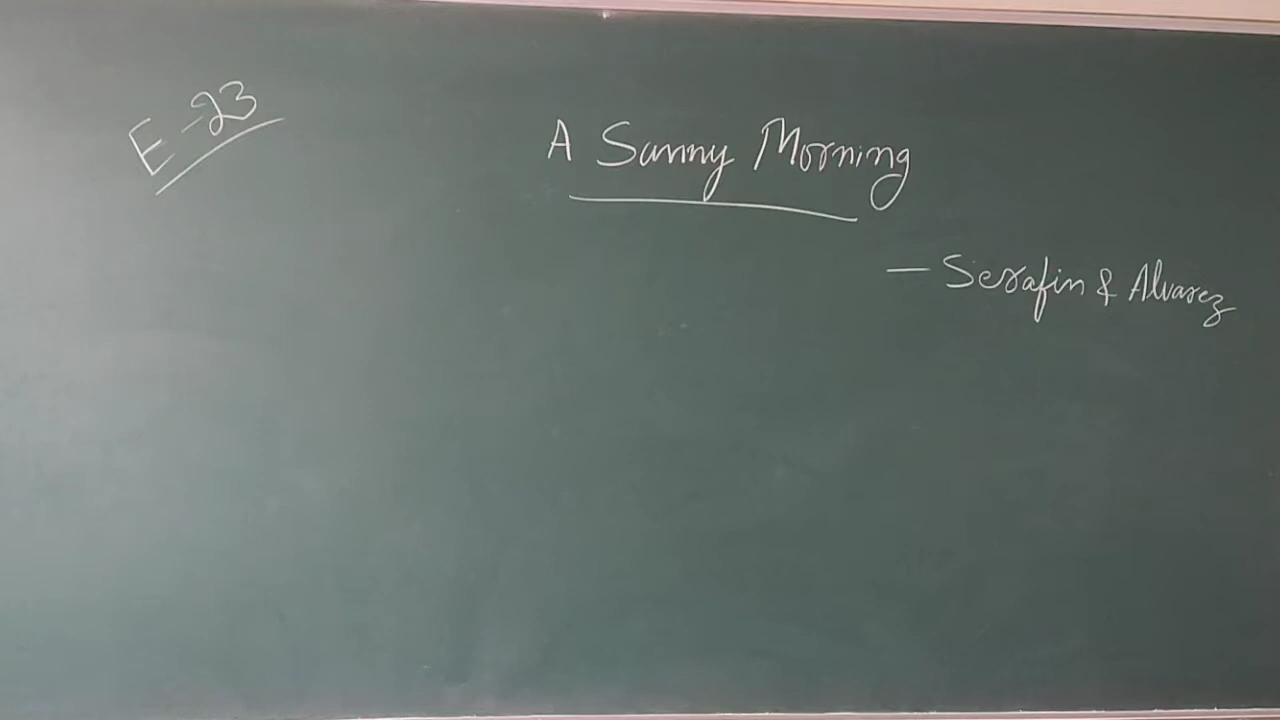 E-23
A Sunny Morning
— Serafin & Alvarez